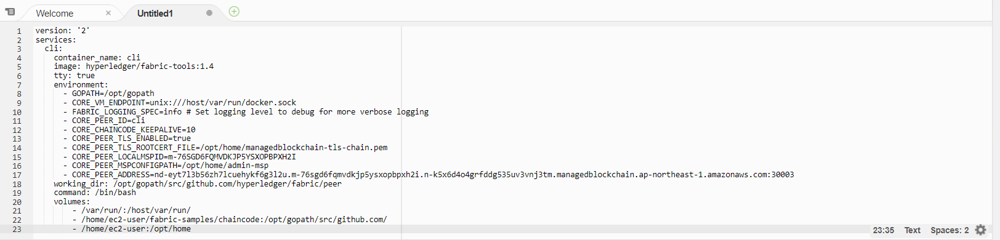 Welcome × Untitled1
1 version: '2'
2 services:
3 cli:
4 container_name: cli
5 image: hyperledger/fabric-tools:1.4
6 tty: true
7 environment:
8 - GOPATH=/opt/gopath
9 - CORE_VM_ENDPOINT=unix:///host/var/run/docker.sock
10 - FABRIC_LOGGING_SPEC=info # Set logging level to debug for more verbose logging
11 - CORE_PEER_ID=cli
12 - CORE_CHAINCODE_KEEPALIVE=10
13 - CORE_PEER_TLS_ENABLED=true
14 - CORE_PEER_TLS_ROOTCERT_FILE=/opt/home/managedblockchain-tls-chain.pem
15 - CORE_PEER_LOCALMSPID=m-76SGD6FQMVDKJP5YSXOPBPXH2I
16 - CORE_PEER_MSPCONFIGPATH=/opt/home/admin-msp
17 - CORE_PEER_ADDRESS=nd-eyt7l3b56zh7lcuehykf6g3l2u.m-76sgd6fqmvdkjp5ysxopbpxh2i.n-k5x6d4o4grfddg535uv3vnj3tm.managedblockchain.ap-northeast-1.amazonaws.com:30003
18 working_dir: /opt/gopath/src/github.com/hyperledger/fabric/peer
19 command: /bin/bash
20 volumes:
21 - /var/run/:/host/var/run/
22 - /home/ec2-user/fabric-samples/chaincode:/opt/gopath/src/github.com/
23 - /home/ec2-user:/opt/home
23:35 Text Spaces: 2